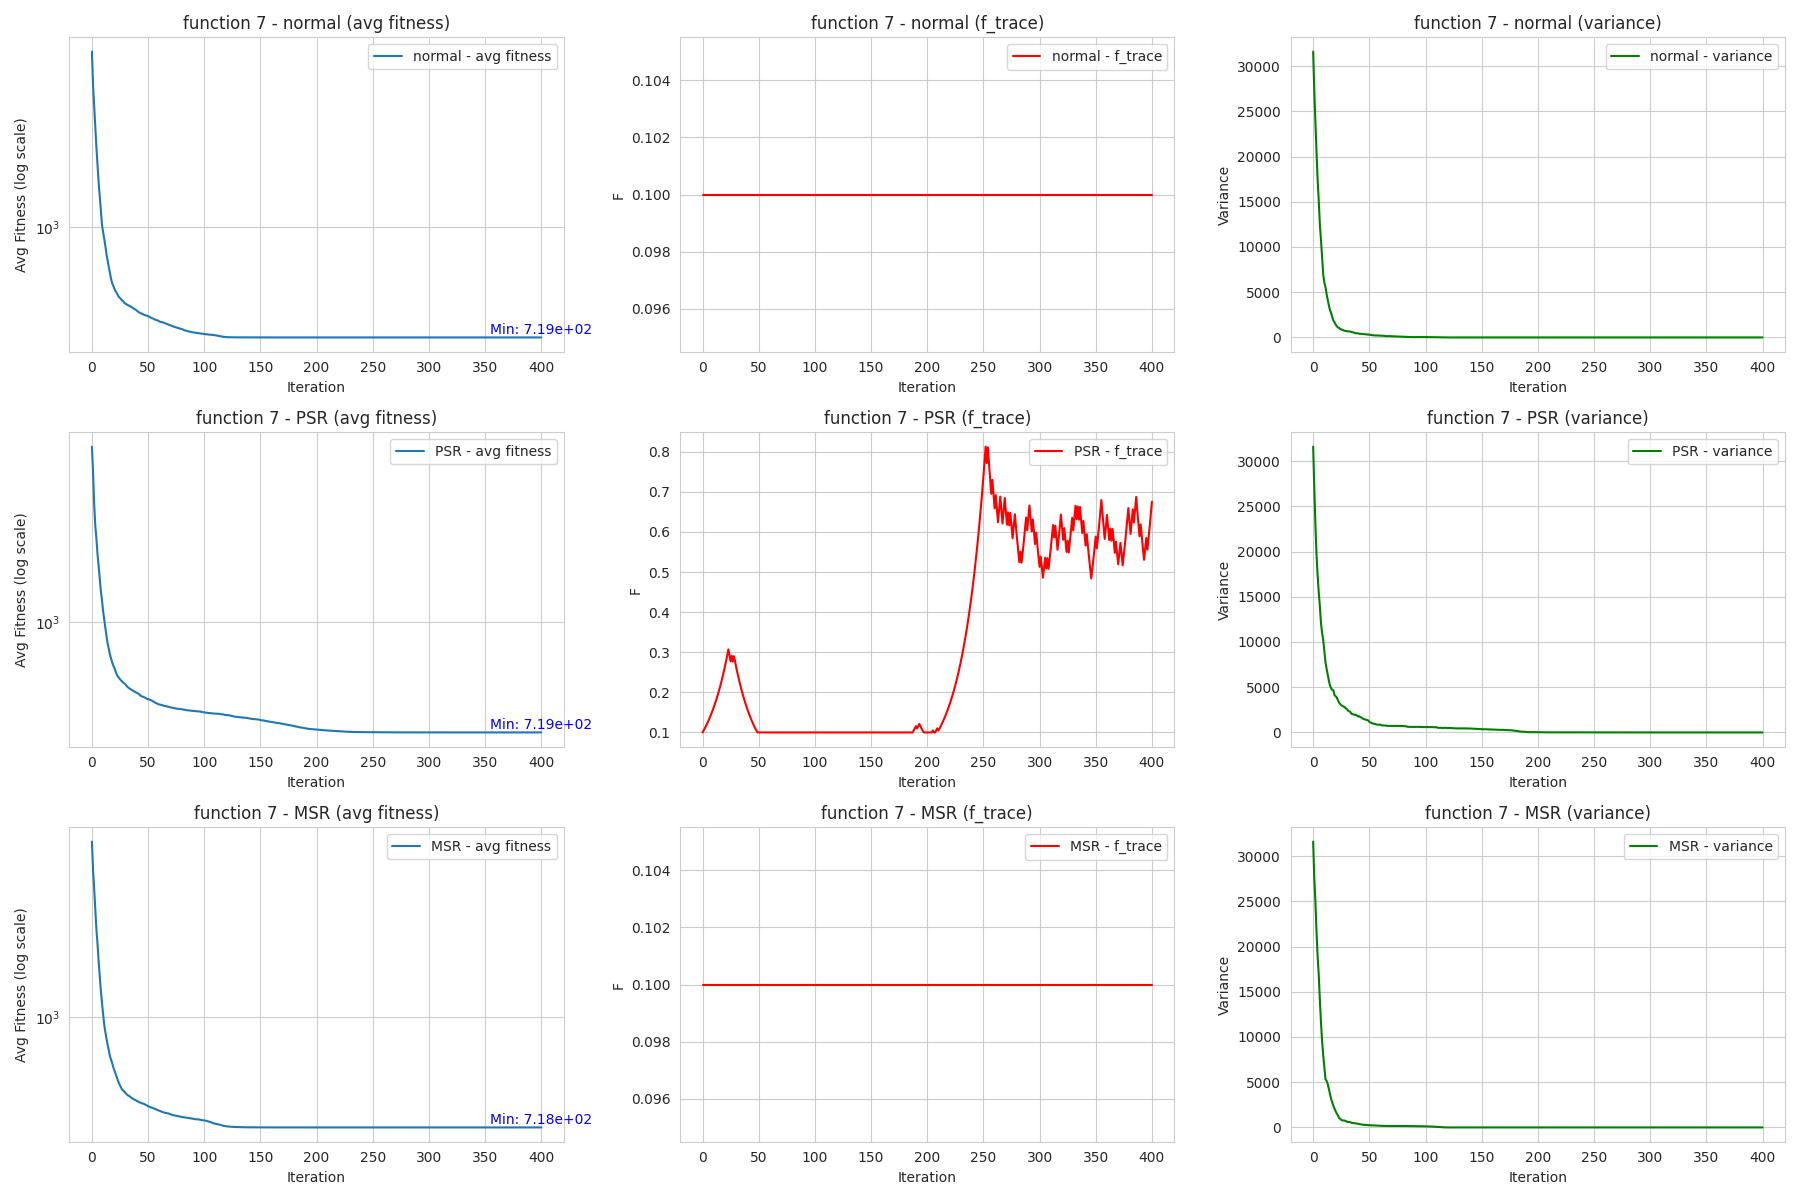 function 7 - normal (avg fitness)
normal - avg fitness
Avg Fitness (log scale)
10³
Min: 7.19e+02
0 50 100 150 200 250 300 350 400
Iteration
function 7 - normal (f_trace)
normal - f_trace
F
0.104
0.102
0.100
0.098
0.096
0 50 100 150 200 250 300 350 400
Iteration
function 7 - normal (variance)
normal - variance
Variance
30000
25000
20000
15000
10000
5000
0
0 50 100 150 200 250 300 350 400
Iteration
function 7 - PSR (avg fitness)
PSR - avg fitness
Avg Fitness (log scale)
10³
Min: 7.19e+02
0 50 100 150 200 250 300 350 400
Iteration
function 7 - PSR (f_trace)
PSR - f_trace
F
0.8
0.7
0.6
0.5
0.4
0.3
0.2
0.1
0 50 100 150 200 250 300 350 400
Iteration
function 7 - PSR (variance)
PSR - variance
Variance
30000
25000
20000
15000
10000
5000
0
0 50 100 150 200 250 300 350 400
Iteration
function 7 - MSR (avg fitness)
MSR - avg fitness
Avg Fitness (log scale)
10³
Min: 7.18e+02
0 50 100 150 200 250 300 350 400
Iteration
function 7 - MSR (f_trace)
MSR - f_trace
F
0.104
0.102
0.100
0.098
0.096
0 50 100 150 200 250 300 350 400
Iteration
function 7 - MSR (variance)
MSR - variance
Variance
30000
25000
20000
15000
10000
5000
0
0 50 100 150 200 250 300 350 400
Iteration